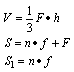 V = 1/3 F • h
S = n • f + F
S₁ = n • f